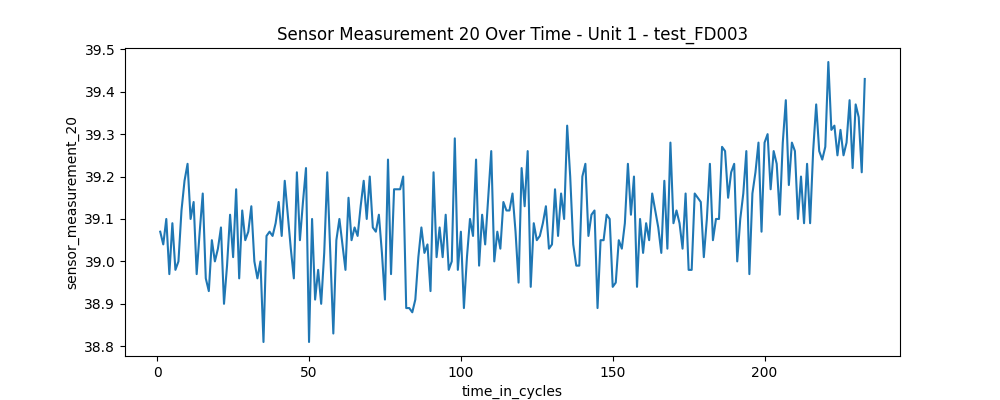 Sensor Measurement 20 Over Time - Unit 1 - test_FD003
39.5
39.4
39.3
39.2
39.1
39.0
38.9
38.8
sensor_measurement_20
0 50 100 150 200
time_in_cycles